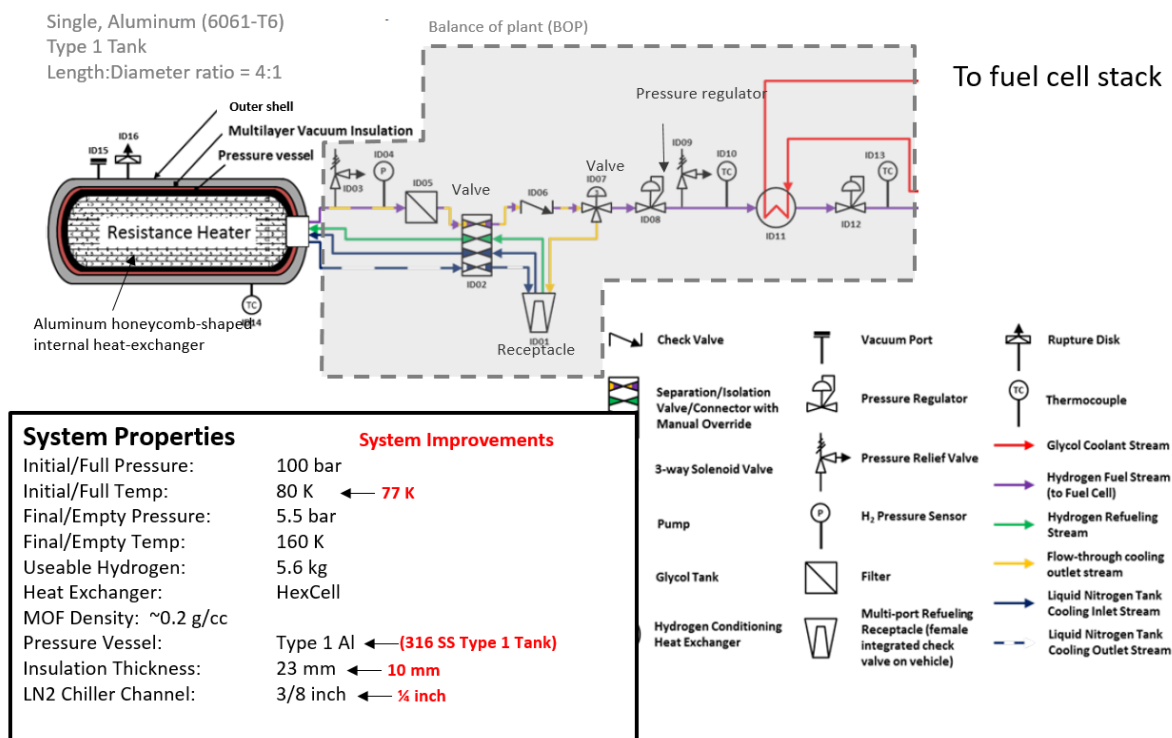 Single, Aluminum (6061-T6)
Type 1 Tank
Length:Diameter ratio = 4:1
Balance of plant (BOP)
To fuel cell stack
Outer shell
Multilayer Vacuum Insulation
Pressure vessel
ID15
ID16
Resistance Heater
TC
ID14
Aluminum honeycomb-shaped
internal heat-exchanger
ID03
P
ID04
ID05
Valve
ID02
ID06
Valve
ID07
Pressure regulator
ID08
ID09
TC
ID10
ID11
ID12
TC
ID13
ID01
Receptacle
Check Valve
Separation/Isolation
Valve/Connector with
Manual Override
3-way Solenoid Valve
Pump
Glycol Tank
Hydrogen Conditioning
Heat Exchanger
Vacuum Port
Pressure Regulator
Pressure Relief Valve
P
H₂ Pressure Sensor
Filter
Multi-port Refueling
Receptacle (female
integrated check
valve on vehicle)
Rupture Disk
TC
Thermocouple
Glycol Coolant Stream
Hydrogen Fuel Stream
(to Fuel Cell)
Hydrogen Refueling
Stream
Flow-through cooling
outlet stream
Liquid Nitrogen Tank
Cooling Inlet Stream
Liquid Nitrogen Tank
Cooling Outlet Stream
System Properties
System Improvements
Initial/Full Pressure: 100 bar
Initial/Full Temp: 80 K 77 K
Final/Empty Pressure: 5.5 bar
Final/Empty Temp: 160 K
Useable Hydrogen: 5.6 kg
Heat Exchanger: HexCell
MOF Density: ~0.2 g/cc
Pressure Vessel: Type 1 Al (316 SS Type 1 Tank)
Insulation Thickness: 23 mm 10 mm
LN2 Chiller Channel: 3/8 inch ¼ inch